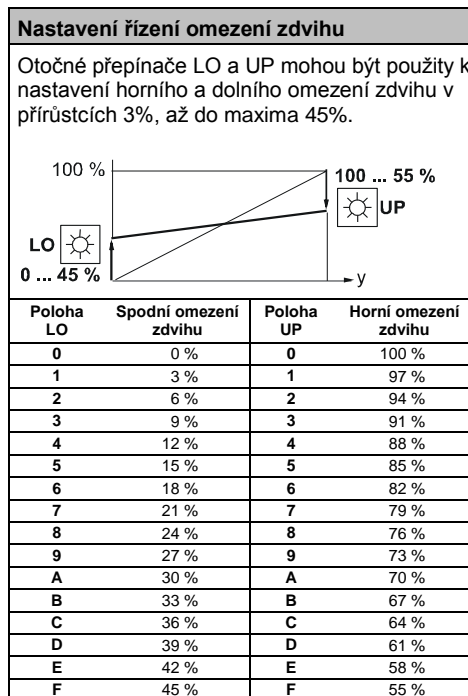 Nastavení řízení omezení zdvihu
Otočné přepínače LO a UP mohou být použity k
nastavení horního a dolního omezení zdvihu v
přírůstcích 3%, až do maxima 45%.
100 %
100 ... 55 %
UP
LO
0 ... 45 %
y
Poloha LO Spodní omezení zdvihu Poloha UP Horní omezení zdvihu
0 0 % 0 100 %
1 3 % 1 97 %
2 6 % 2 94 %
3 9 % 3 91 %
4 12 % 4 88 %
5 15 % 5 85 %
6 18 % 6 82 %
7 21 % 7 79 %
8 24 % 8 76 %
9 27 % 9 73 %
A 30 % A 70 %
B 33 % B 67 %
C 36 % C 64 %
D 39 % D 61 %
E 42 % E 58 %
F 45 % F 55 %